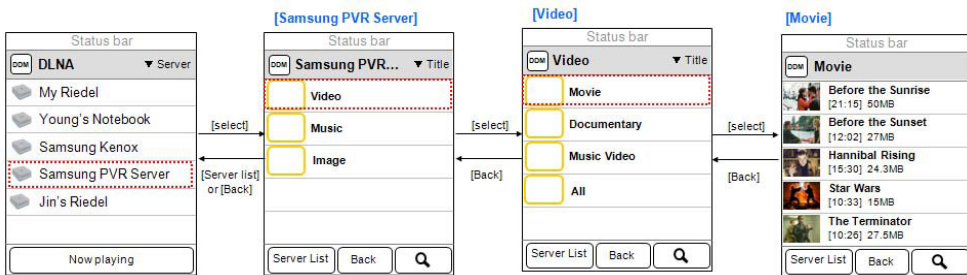 [Samsung PVR Server]
[Video]
[Movie]
Status bar
DDM DLNA ▼ Server
My Riedel
Young's Notebook
Samsung Kenox
Samsung PVR Server
Jin's Riedel
Now playing
[select]
[Server list]
or [Back]
Status bar
DDM Samsung PVR... ▼ Title
Video
Music
Image
Server List Back
[select]
[Back]
Status bar
DDM Video ▼ Title
Movie
Documentary
Music Video
All
Server List Back
[select]
[Back]
Status bar
DDM Movie
Before the Sunrise
[21:15] 50MB
Before the Sunset
[12:02] 27MB
Hannibal Rising
[15:30] 24.3MB
Star Wars
[10:33] 15MB
The Terminator
[10:26] 27.5MB
Server List Back